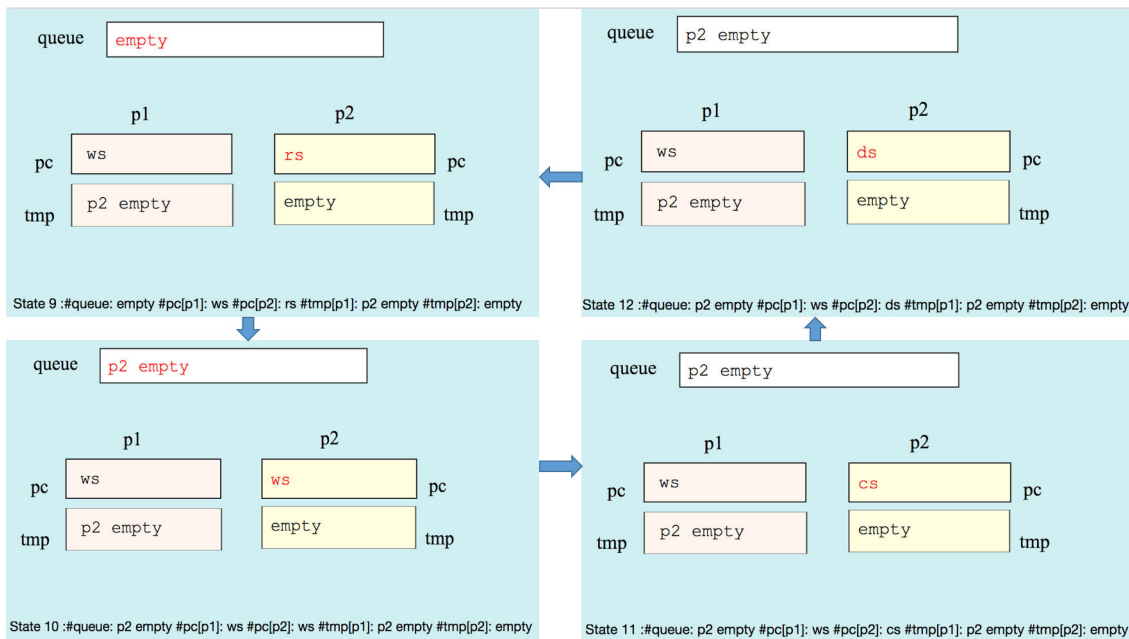 queue empty
p1 p2
pc ws rs pc
tmp p2 empty empty tmp
State 9 :#queue: empty #pc[p1]: ws #pc[p2]: rs #tmp[p1]: p2 empty #tmp[p2]: empty
queue p2 empty
p1 p2
pc ws ds pc
tmp p2 empty empty tmp
State 12 :#queue: p2 empty #pc[p1]: ws #pc[p2]: ds #tmp[p1]: p2 empty #tmp[p2]: empty
queue p2 empty
p1 p2
pc ws ws pc
tmp p2 empty empty tmp
State 10 :#queue: p2 empty #pc[p1]: ws #pc[p2]: ws #tmp[p1]: p2 empty #tmp[p2]: empty
queue p2 empty
p1 p2
pc ws cs pc
tmp p2 empty empty tmp
State 11 :#queue: p2 empty #pc[p1]: ws #pc[p2]: cs #tmp[p1]: p2 empty #tmp[p2]: empty